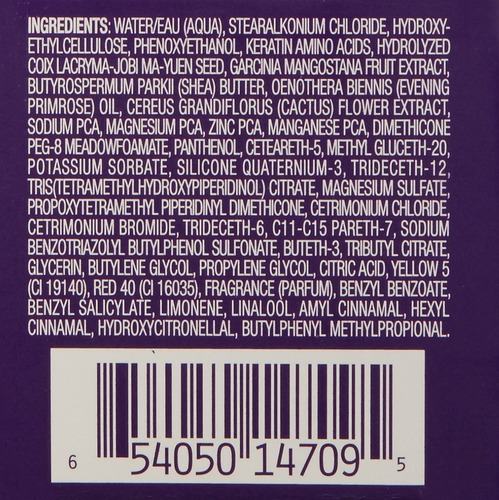 INGREDIENTS: WATER/EAU (AQUA), STEARALKONIUM CHLORIDE, HYDROXY-
ETHYLCELLULOSE, PHENOXYETHANOL, KERATIN AMINO ACIDS, HYDROLYZED
COIX LACRYMA-JOBI MA-YUEN SEED, GARCINIA MANGOSTANA FRUIT EXTRACT,
BUTYROSPERMUM PARKII (SHEA) BUTTER, OENOTHERA BIENNIS (EVENING
PRIMROSE) OIL, CEREUS GRANDIFLORUS (CACTUS) FLOWER EXTRACT,
SODIUM PCA, MAGNESIUM PCA, ZINC PCA, MANGANESE PCA, DIMETHICONE
PEG-8 MEADOWFOAMATE, PANTHENOL, CETEARETH-5, METHYL GLUCETH-20,
POTASSIUM SORBATE, SILICONE QUATERNIUM-3, TRIDECETH-12,
TRIS(TETRAMETHYLHYDROXYPIPERIDINOL) CITRATE, MAGNESIUM SULFATE,
PROPOXYTETRAMETHYL PIPERIDINYL DIMETHICONE, CETRIMONIUM CHLORIDE,
CETRIMONIUM BROMIDE, TRIDECETH-6, C11-C15 PARETH-7, SODIUM
BENZOTRIAZOLYL BUTYLPHENOL SULFONATE, BUTETH-3, TRIBUTYL CITRATE,
GLYCERIN, BUTYLENE GLYCOL, PROPYLENE GLYCOL, CITRIC ACID, YELLOW 5
(CI 19140), RED 40 (CI 16035), FRAGRANCE (PARFUM), BENZYL BENZOATE,
BENZYL SALICYLATE, LIMONENE, LINALOOL, AMYL CINNAMAL, HEXYL
CINNAMAL, HYDROXYCITRONELLAL, BUTYLPHENYL METHYLPROPIONAL.
6 54050 14709 5